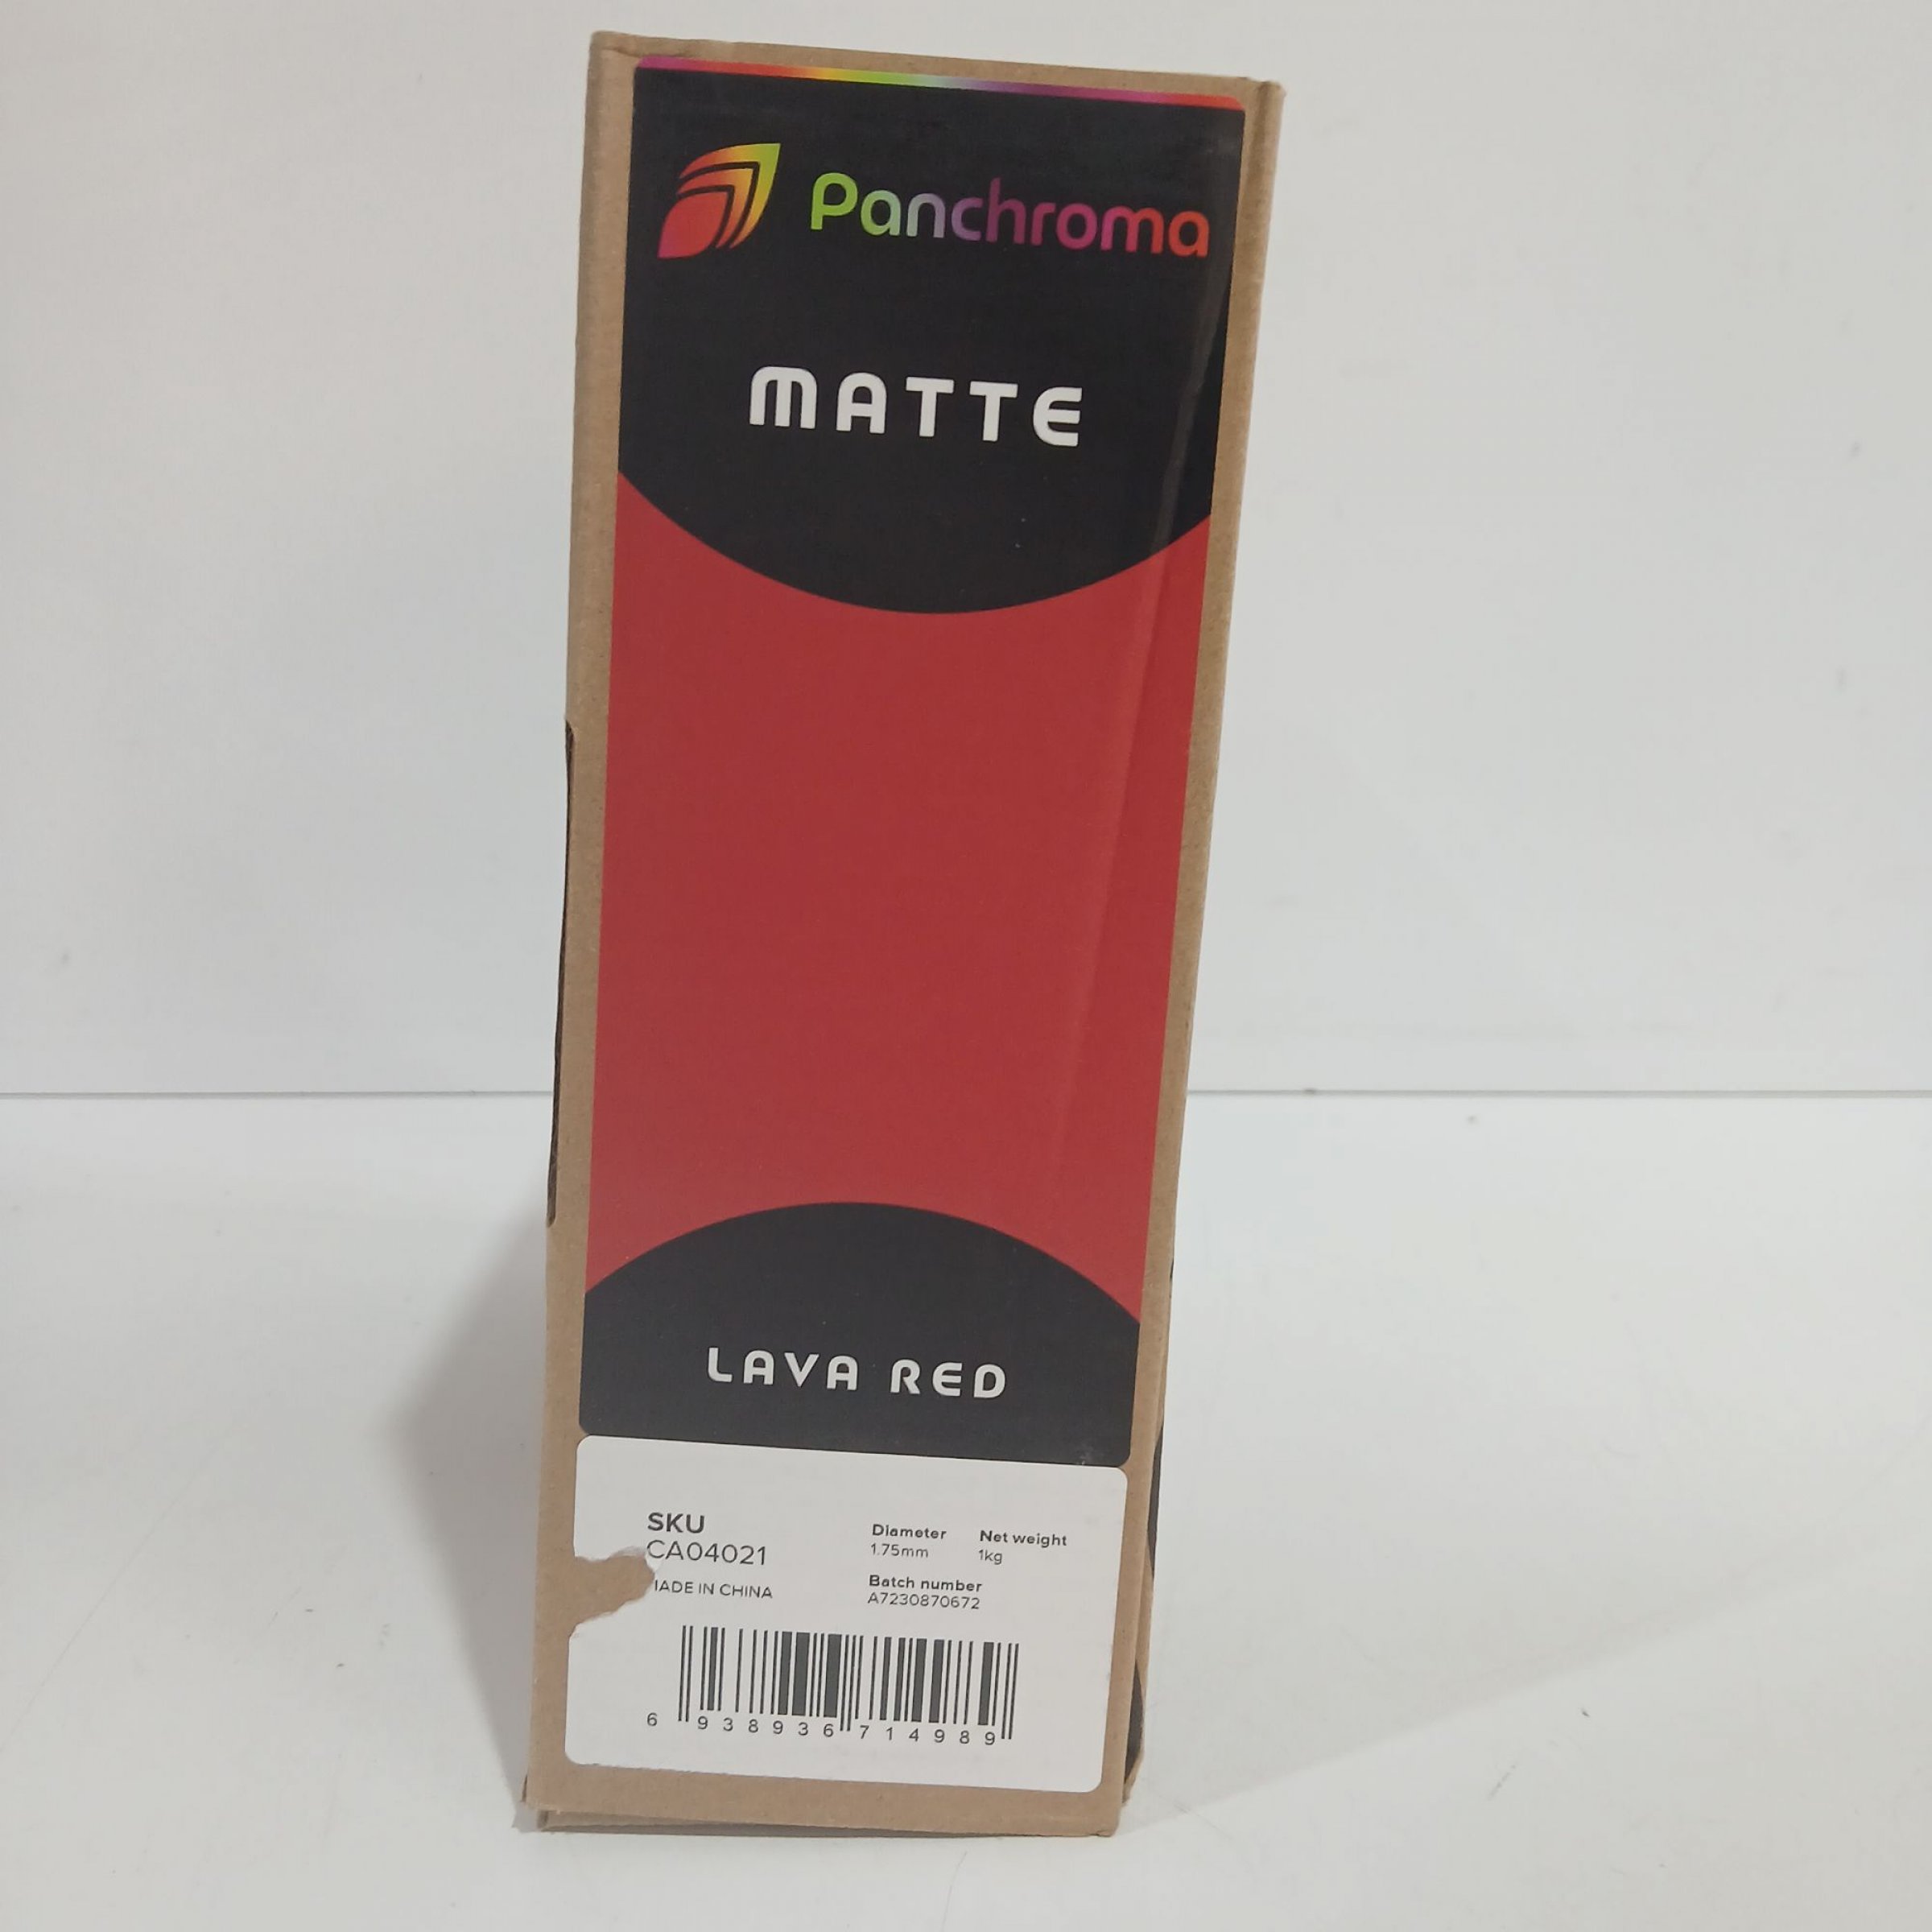 Panchroma
MATTE
LAVA RED
SKU
CA04021
Diameter
1.75mm
Net weight
1kg
IADE IN CHINA
Batch number
A7230870672
6 938936 714989